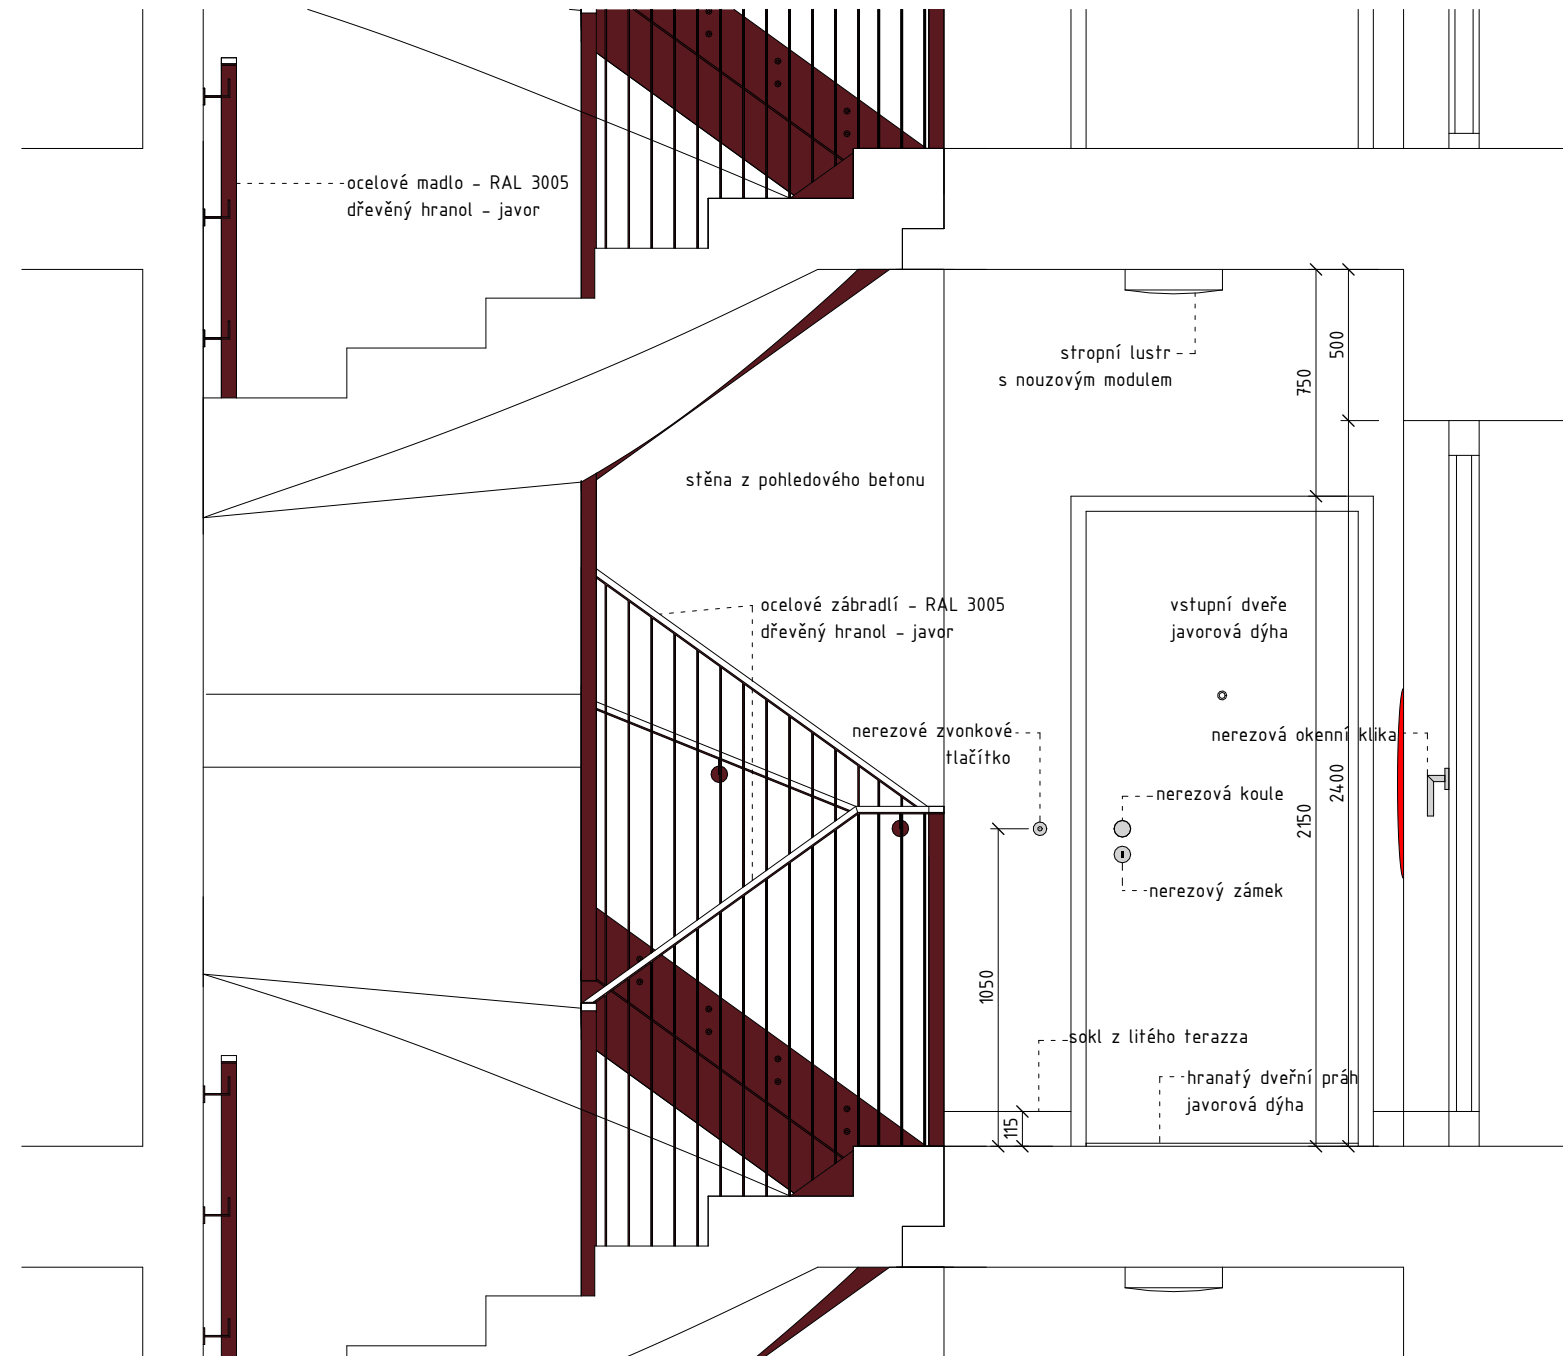 ocelové madlo - RAL 3005
dřevěný hranol - javor
stropní lustr
s nouzovým modulem
500
750
stěna z pohledového betonu
ocelové zábradlí - RAL 3005
dřevěný hranol - javor
vstupní dveře
javorová dýha
nerezové zvonkové
tlačítko
nerezová okenní klika
nerezová koule
2400
2150
nerezový zámek
1050
sokl z litého terazza
hranatý dveřní práh
javorová dýha
115